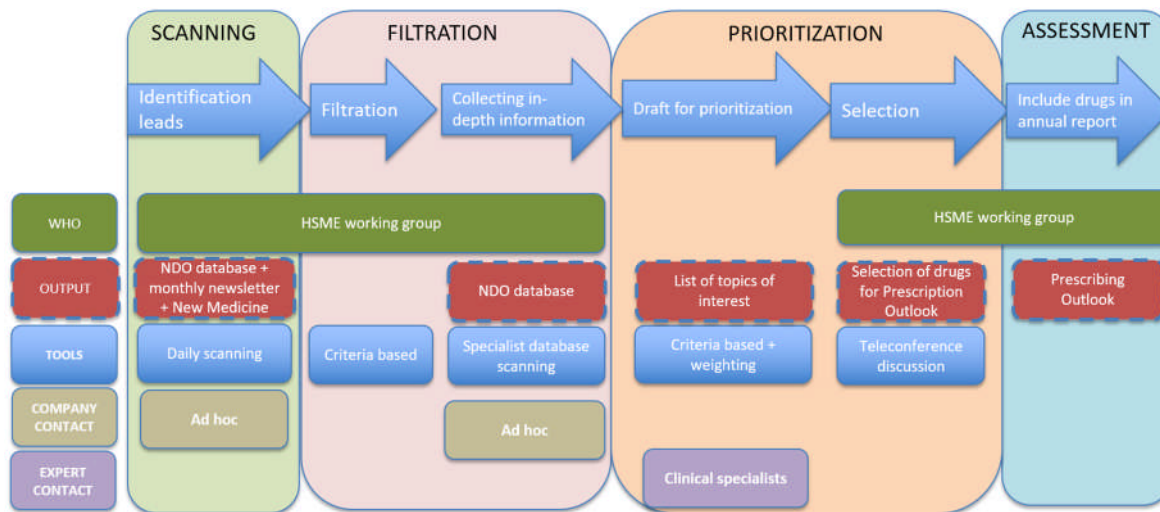 SCANNING
FILTRATION
PRIORITIZATION
ASSESSMENT
Identification
leads
Filtration
Collecting in-
depth information
Draft for prioritization
Selection
Include drugs in
annual report
WHO
HSME working group
HSME working group
OUTPUT
NDO database +
monthly newsletter
+ New Medicine
NDO database
List of topics of
interest
Selection of drugs
for Prescription
Outlook
Prescribing
Outlook
TOOLS
Daily scanning
Criteria based
Specialist database
scanning
Criteria based +
weighting
Teleconference
discussion
COMPANY
CONTACT
Ad hoc
Ad hoc
EXPERT
CONTACT
Clinical specialists